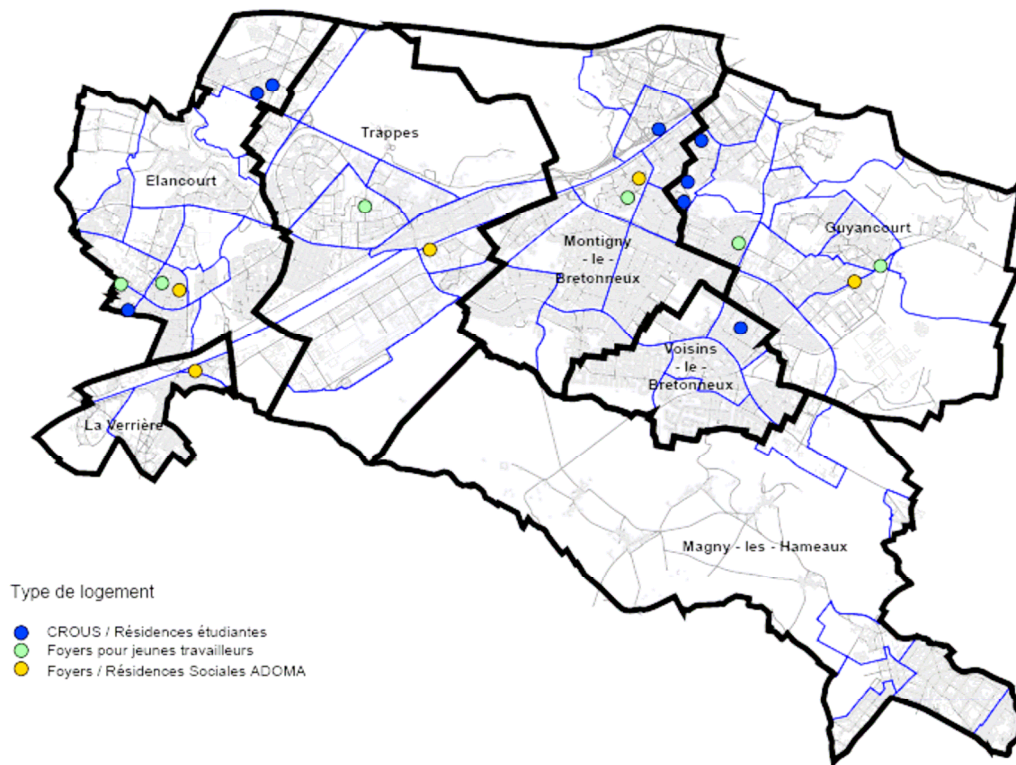 Trappes
Elancourt
Guyancourt
Montigny
- le -
Bretonneux
Voisins
- le -
Bretonneux
La Verrière
Magny - les - Hameaux
Type de logement
CROUS / Résidences étudiantes
Foyers pour jeunes travailleurs
Foyers / Résidences Sociales ADOMA